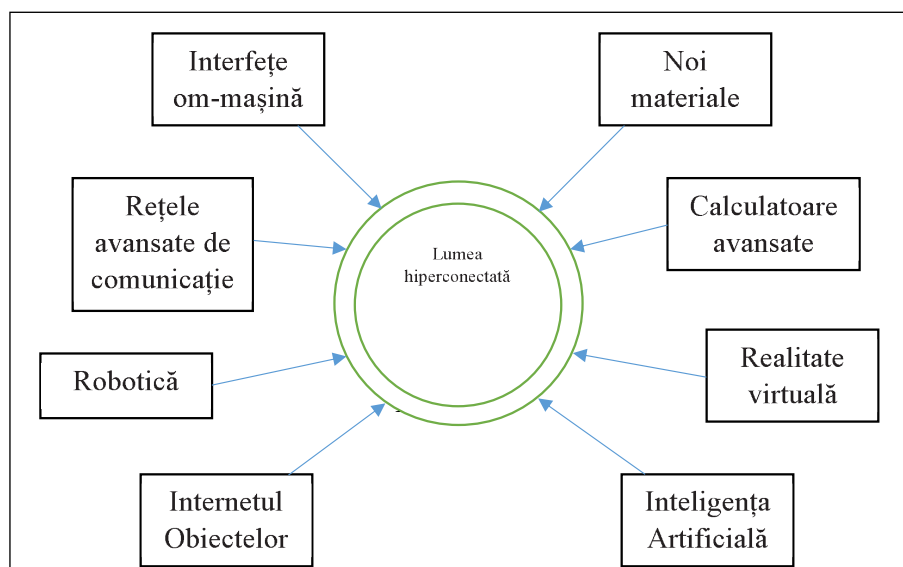 Interfețe
om-mașină
Noi
materiale
Rețele
avansate de
comunicație
Calculatoare
avansate
Lumea
hiperconectată
Robotică
Realitate
virtuală
Internetul
Obiectelor
Inteligența
Artificială